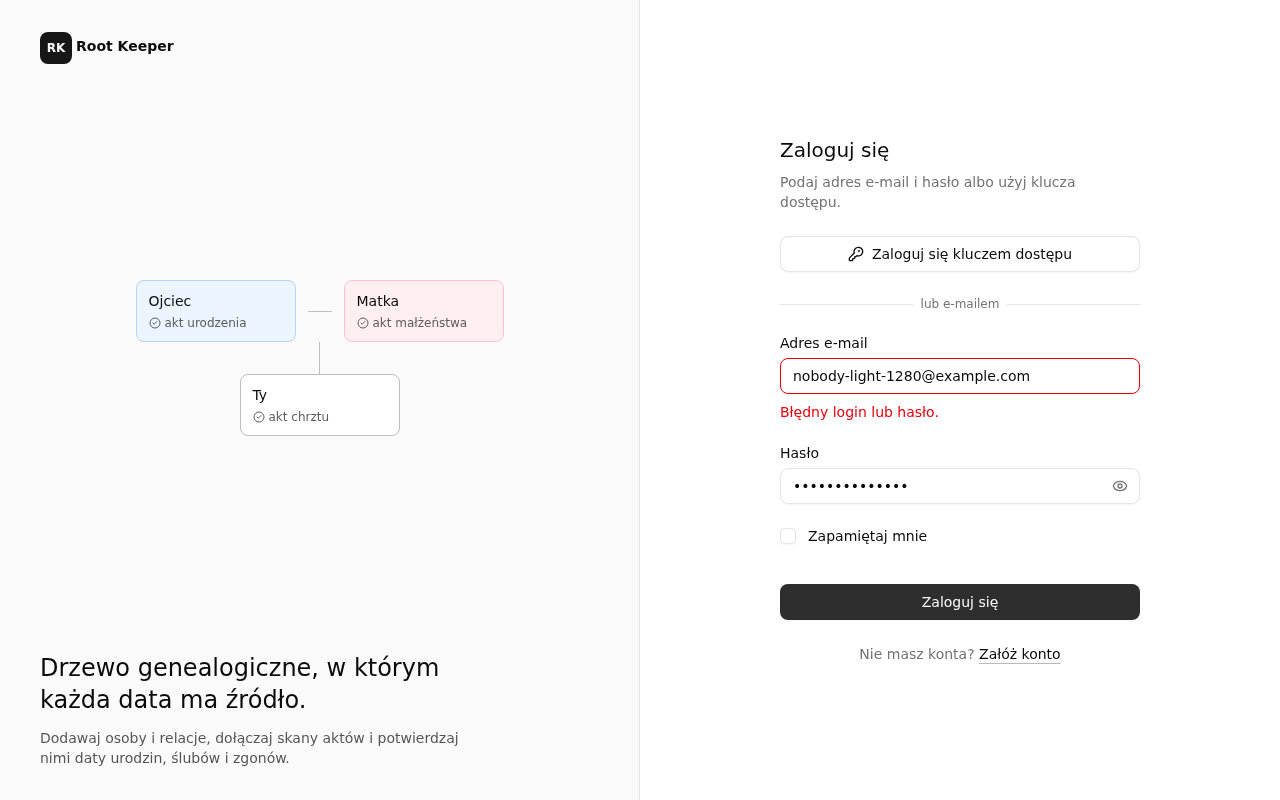 RK Root Keeper
Ojciec
akt urodzenia
Matka
akt małżeństwa
Ty
akt chrztu
Drzewo genealogiczne, w którym
każda data ma źródło.
Dodawaj osoby i relacje, dołączaj skany aktów i potwierdzaj
nimi daty urodzin, ślubów i zgonów.
Zaloguj się
Podaj adres e-mail i hasło albo użyj klucza
dostępu.
Zaloguj się kluczem dostępu
lub e-mailem
Adres e-mail
nobody-light-1280@example.com
Błędny login lub hasło.
Hasło
••••••••••••••
Zapamiętaj mnie
Zaloguj się
Nie masz konta? Załóż konto